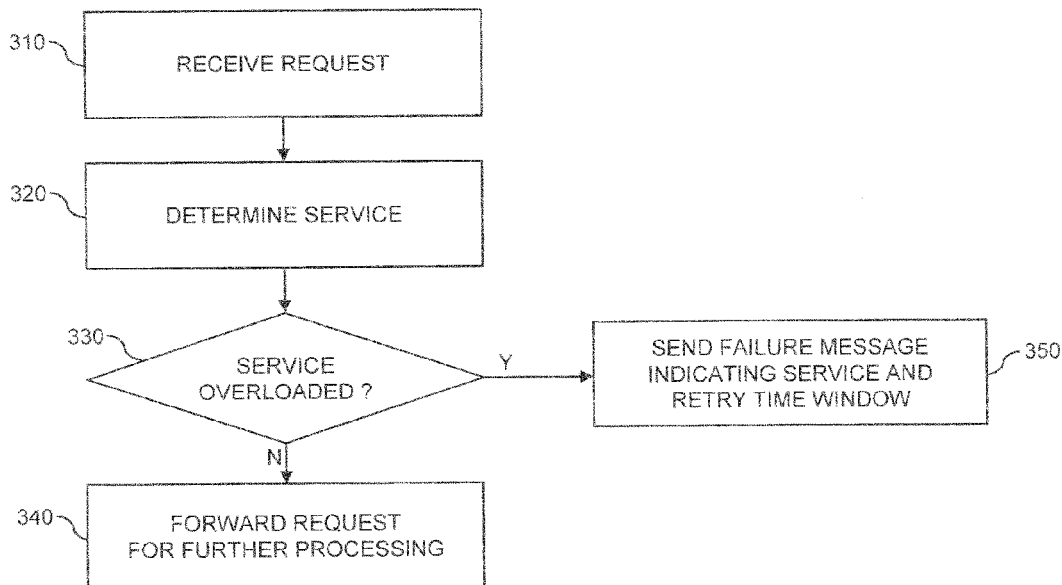 310
RECEIVE REQUEST
320
DETERMINE SERVICE
330
SERVICE
OVERLOADED ?
Y
SEND FAILURE MESSAGE
INDICATING SERVICE AND
RETRY TIME WINDOW
350
N
340
FORWARD REQUEST
FOR FURTHER PROCESSING